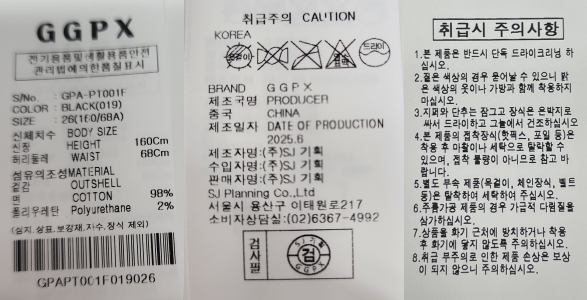 GGPX
전기용품및생활용품안전
관리법에의한품질표시
S/No. : GPA-PT001F
COLOR : BLACK(019)
SIZE : 26(160/68A)
신체치수 BODY SIZE
신장 HEIGHT 160Cm
허리둘레 WAIST 68Cm
섬유의조성MATERIAL
겉감 OUTSHELL
면 COTTON 98%
폴리우레탄 Polyurethane 2%
(심지,상표,보강재,자수,장식 제외)
GPAPT001F019026
취급주의 CAUTION
KOREA
드라이
BRAND GGPX
제조국명 PRODUCER
중국 CHINA
제조일자 DATE OF PRODUCTION
2025.6
제조자명:(주)SJ 기획
수입자명:(주)SJ 기획
판매자명:(주)SJ 기획
SJ Planning Co.,Ltd
서울시 용산구 이태원로217
소비자상담실:(02)6367-4992
검사필
SJ기획
검
GGPX
취급시 주의사항
1.본 제품은 반드시 단독 드라이크리닝 하
십시오.
2.짙은 색상의 경우 묻어날 수 있으니 밝
은 색상의 옷이나 가방과 함께 착용하지
마십시오.
3.지퍼와 단추는 잠그고 장식은 은박지로
싸서 드라이하고 그늘에서 건조하십시오
4.본 제품의 접착장식(핫픽스, 포일 등)은
착용 후 마찰이나 세탁으로 탈락할 수
있으며, 접착 불량이 아니므로 참고 바
랍니다.
5.별도 부속 제품(목걸이, 체인장식, 벨트
등)은 탈착하여 세탁하여 주십시오.
6.주름가공 제품의 경우 가급적 다림질을
삼가하십시오.
7.상품을 화기 근처에 방치하거나 착용
후 화기에 닿지 않도록 주의하십시오.
8.취급 부주의로 인한 제품 손상은 보상
이 되지 않으니 주의하십시오.